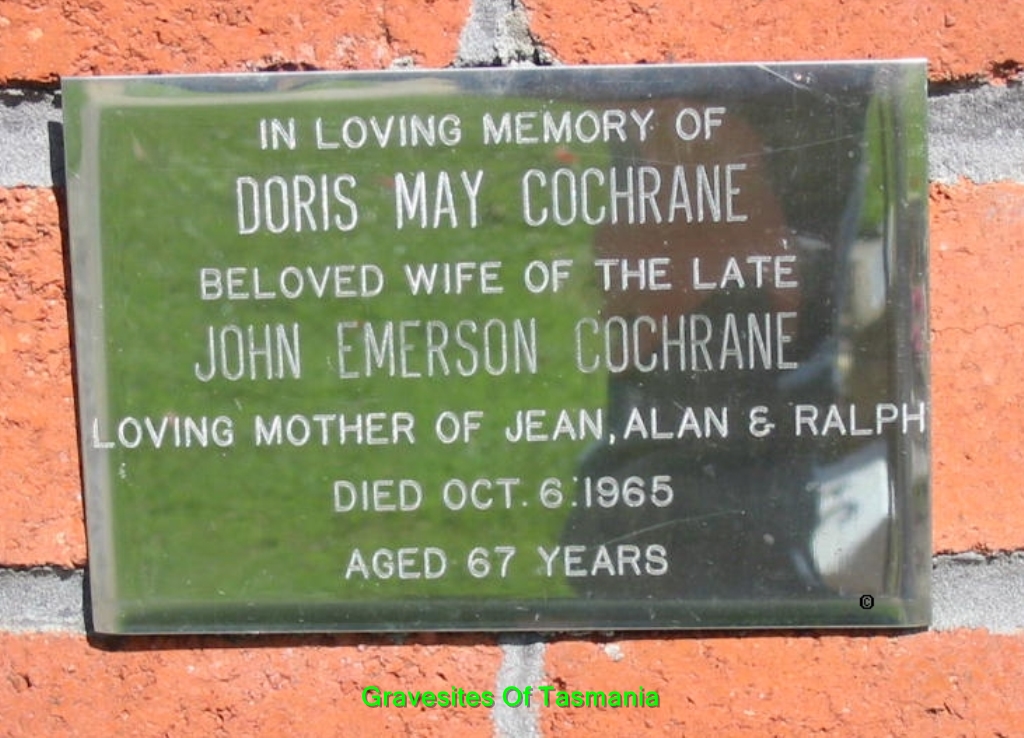 IN LOVING MEMORY OF
DORIS MAY COCHRANE
BELOVED WIFE OF THE LATE
JOHN EMERSON COCHRANE
LOVING MOTHER OF JEAN, ALAN & RALPH
DIED OCT. 6. 1965
AGED 67 YEARS
©
Gravesites Of Tasmania